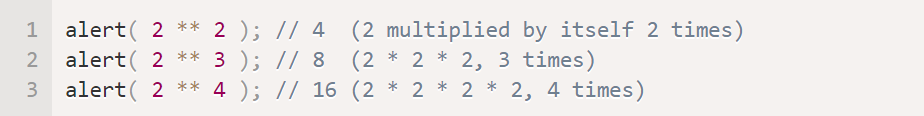 1 alert( 2 ** 2 ); // 4  (2 multiplied by itself 2 times)
2 alert( 2 ** 3 ); // 8  (2 * 2 * 2, 3 times)
3 alert( 2 ** 4 ); // 16 (2 * 2 * 2 * 2, 4 times)